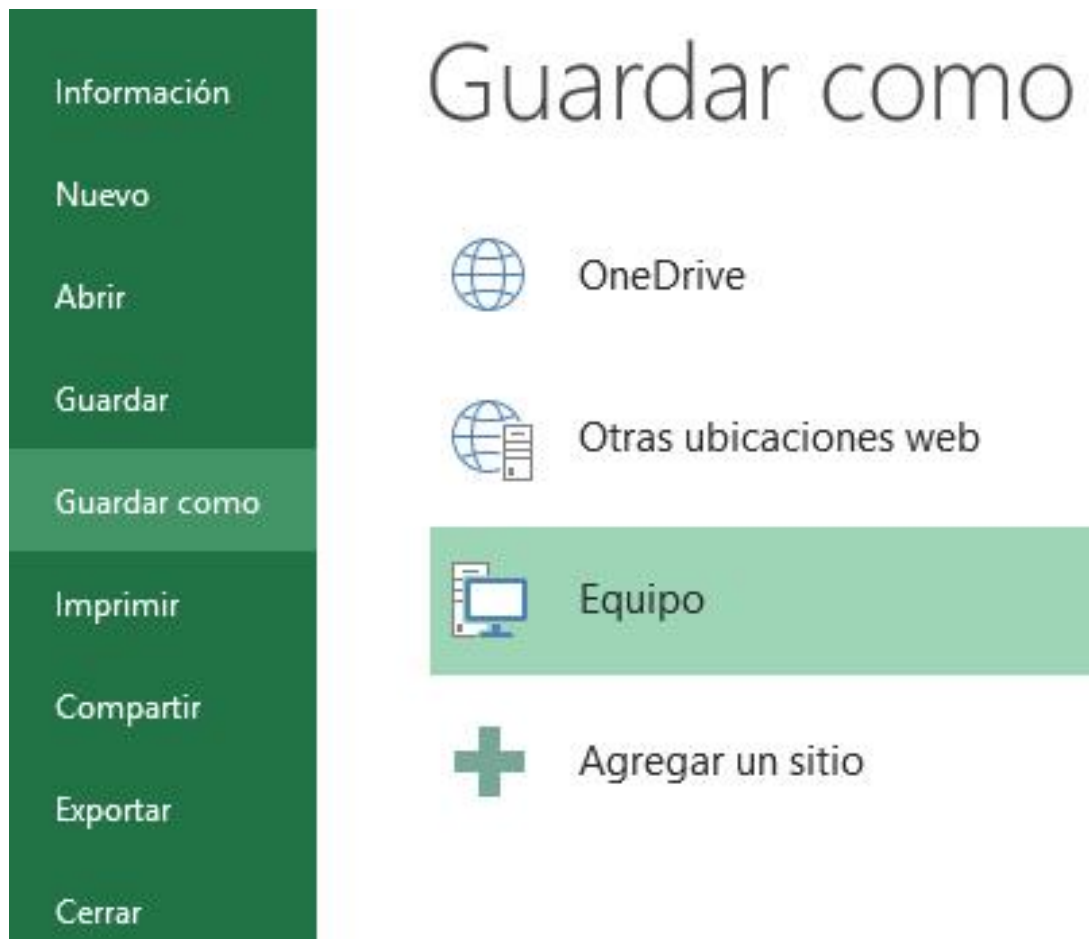 Información
Nuevo
Abrir
Guardar
Guardar como
Imprimir
Compartir
Exportar
Cerrar
Guardar como
OneDrive
Otras ubicaciones web
Equipo
Agregar un sitio